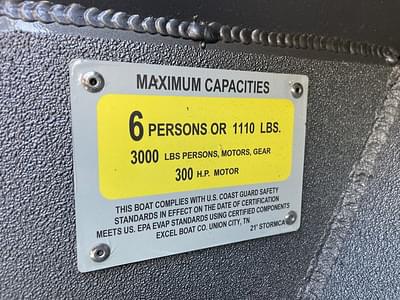 MAXIMUM CAPACITIES
6 PERSONS OR 1110 LBS.
3000 LBS PERSONS, MOTORS, GEAR
300 H.P. MOTOR
THIS BOAT COMPLIES WITH U.S. COAST GUARD SAFETY
STANDARDS IN EFFECT ON THE DATE OF CERTIFICATION
MEETS US. EPA EVAP STANDARDS USING CERTIFIED COMPONENTS
EXCEL BOAT CO. UNION CITY, TN
21' STORMCAT